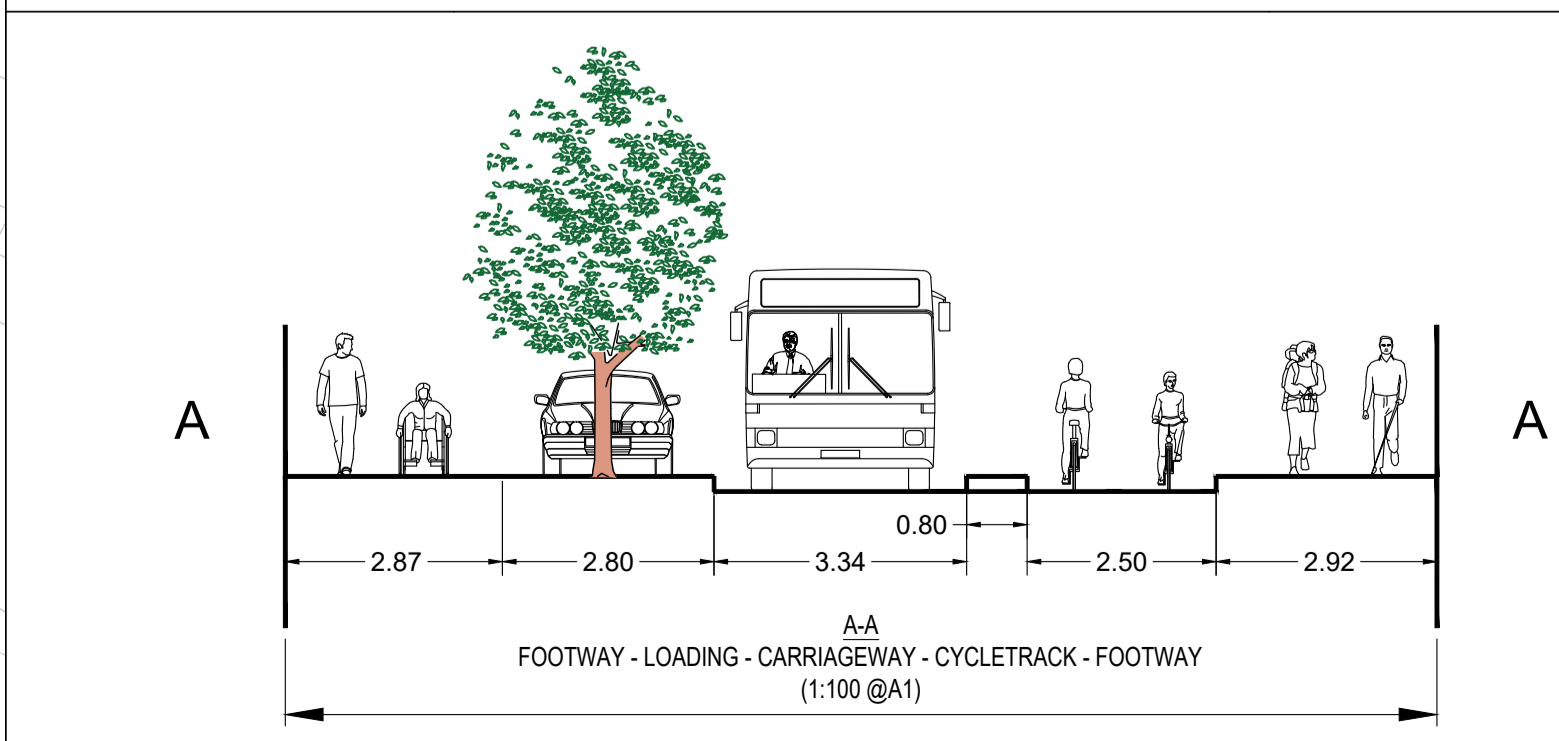 A
A
0.80
2.87 2.80 3.34 2.50 2.92
A-A
FOOTWAY - LOADING - CARRIAGEWAY - CYCLETRACK - FOOTWAY
(1:100 @A1)